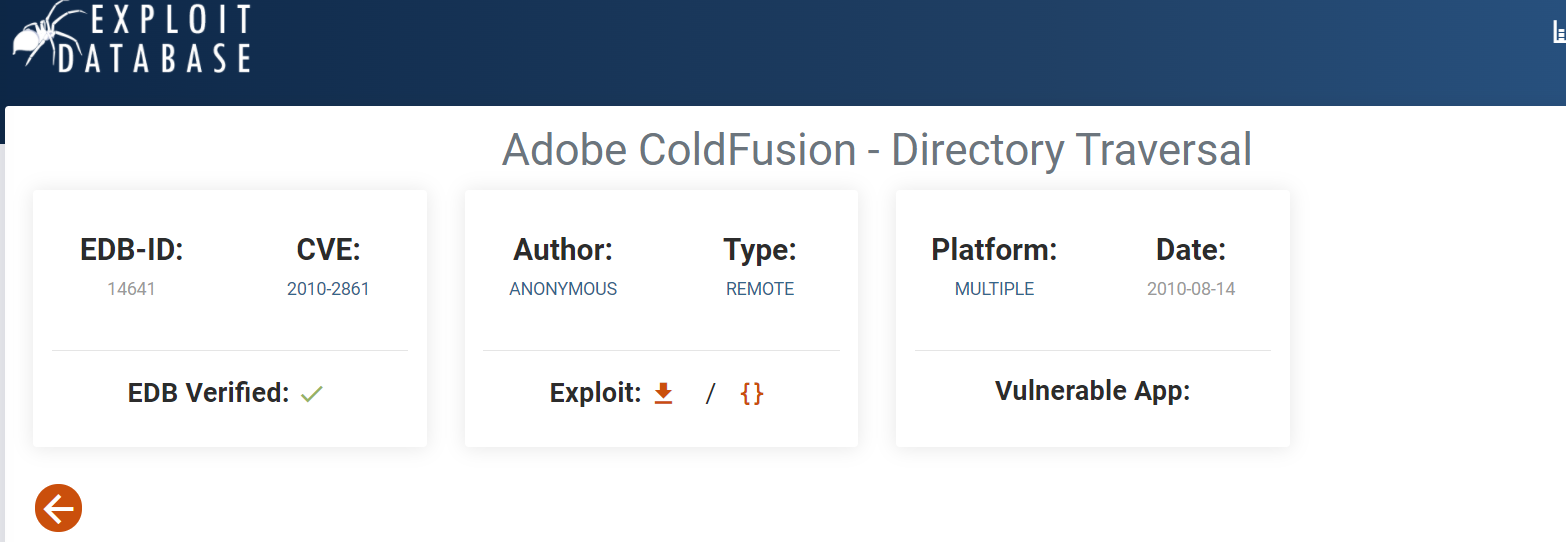 EXPLOIT
DATABASE
Adobe ColdFusion - Directory Traversal
EDB-ID:
14641
CVE:
2010-2861
EDB Verified:
Author:
ANONYMOUS
Type:
REMOTE
Exploit: / {}
Platform:
MULTIPLE
Date:
2010-08-14
Vulnerable App: